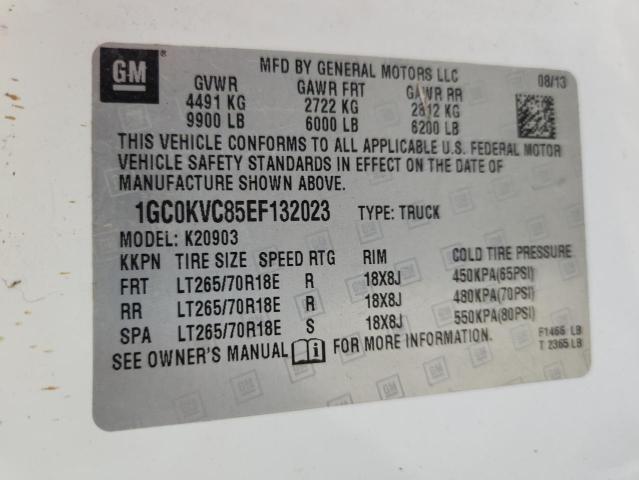 GM
MFD BY GENERAL MOTORS LLC 08/13
GVWR GAWR FRT GAWR RR
4491 KG 2722 KG 2812 KG
9900 LB 6000 LB 6200 LB
THIS VEHICLE CONFORMS TO ALL APPLICABLE U.S. FEDERAL MOTOR
VEHICLE SAFETY STANDARDS IN EFFECT ON THE DATE OF
MANUFACTURE SHOWN ABOVE.
1GC0KVC85EF132023 TYPE: TRUCK
MODEL: K20903
KKPN TIRE SIZE SPEED RTG RIM COLD TIRE PRESSURE
FRT LT265/70R18E R 18X8J 450KPA(65PSI)
RR LT265/70R18E R 18X8J 480KPA(70PSI)
SPA LT265/70R18E S 18X8J 550KPA(80PSI)
SEE OWNER'S MANUAL i FOR MORE INFORMATION. F1465 LB
T 2365 LB